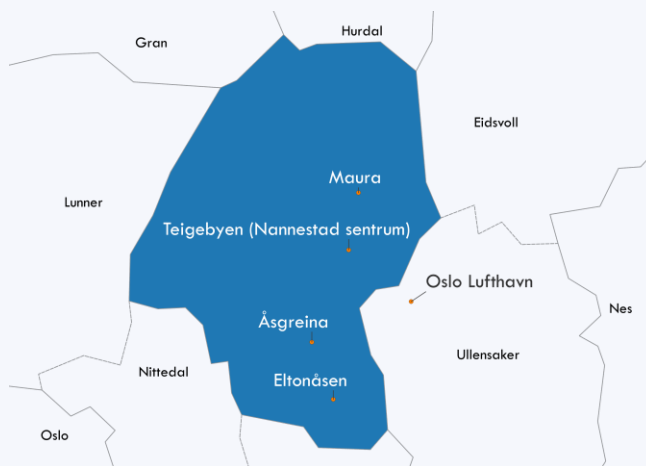 Hurdal
Gran
Eidsvoll
Maura
Lunner
Teigebyen (Nannestad sentrum)
Oslo Lufthavn
Nes
Åsgreina
Ullensaker
Nittedal
Eltonåsen
Oslo